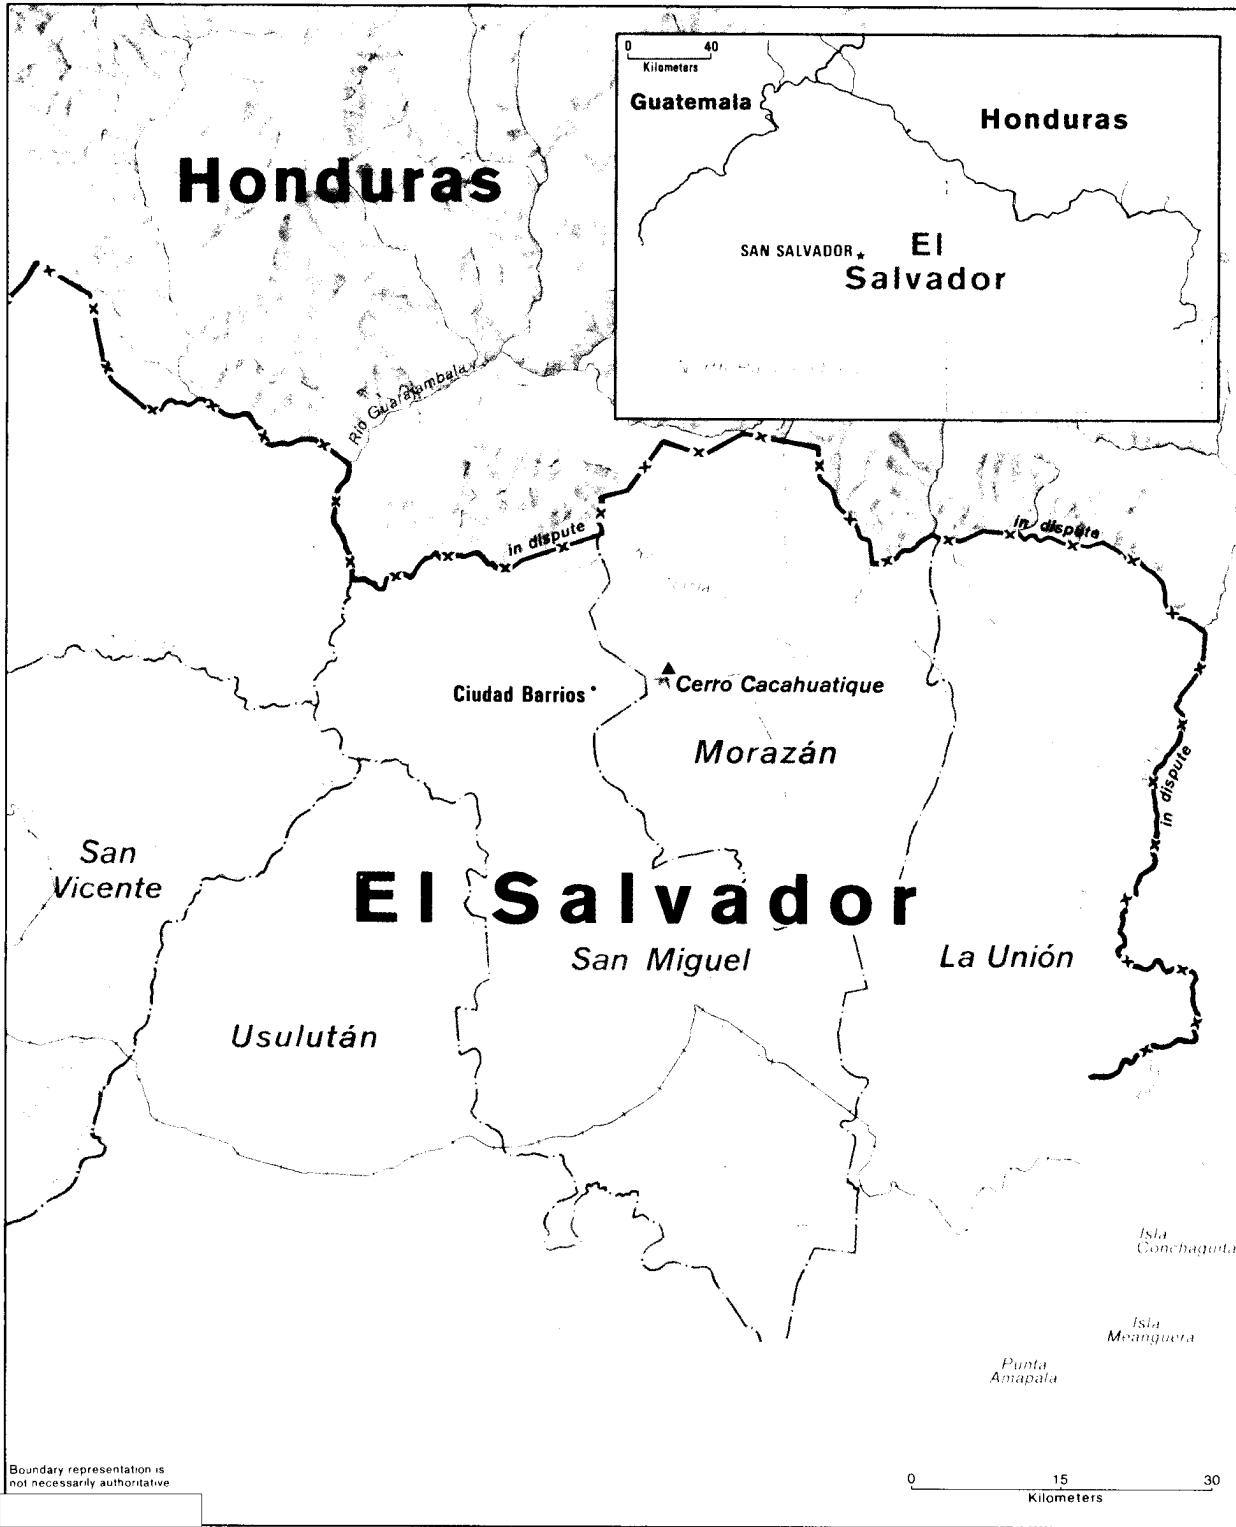 0 40
Kilometers
Guatemala
Honduras
SAN SALVADOR
El
Salvador
Honduras
Río Guarajambala
in dispute
in dispute
Ciudad Barrios
Cerro Cacahuatique
Morazán
in dispute
San
Vicente
El Salvador
San Miguel
La Unión
Usulután
Isla
Conchaguita
Isla
Meanguera
Punta
Amapala
Boundary representation is
not necessarily authoritative
0 15 30
Kilometers